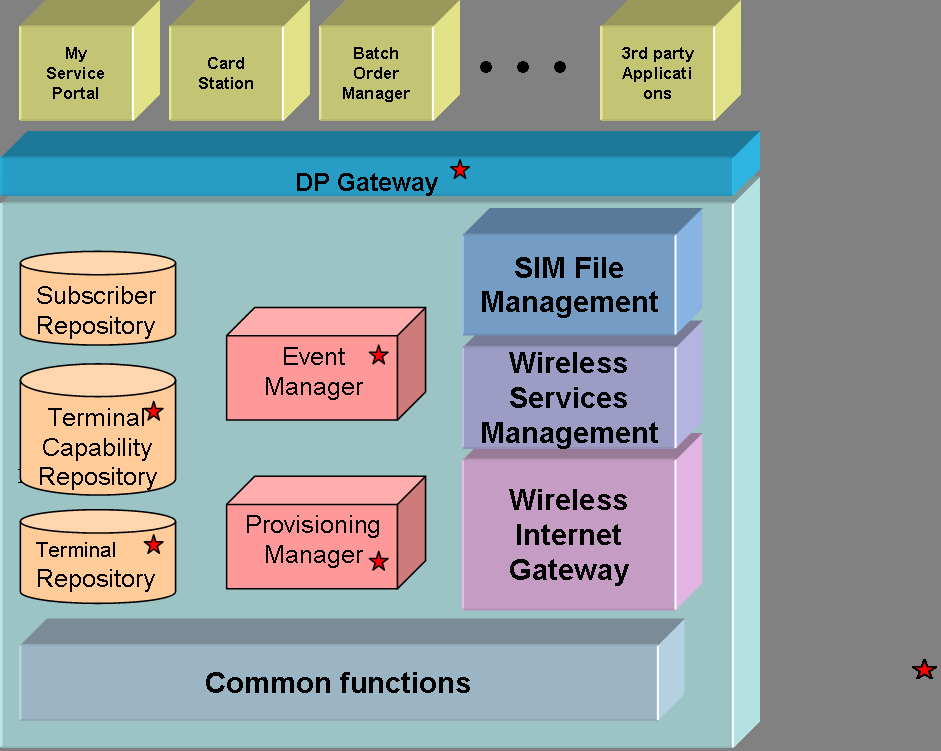 My
Service
Portal
Card
Station
Batch
Order
Manager
3rd party
Applicati
ons
DP Gateway
Subscriber
Repository
Terminal
Capability
Repository
Terminal
Repository
Event
Manager
Provisioning
Manager
SIM File
Management
Wireless
Services
Management
Wireless
Internet
Gateway
Common functions